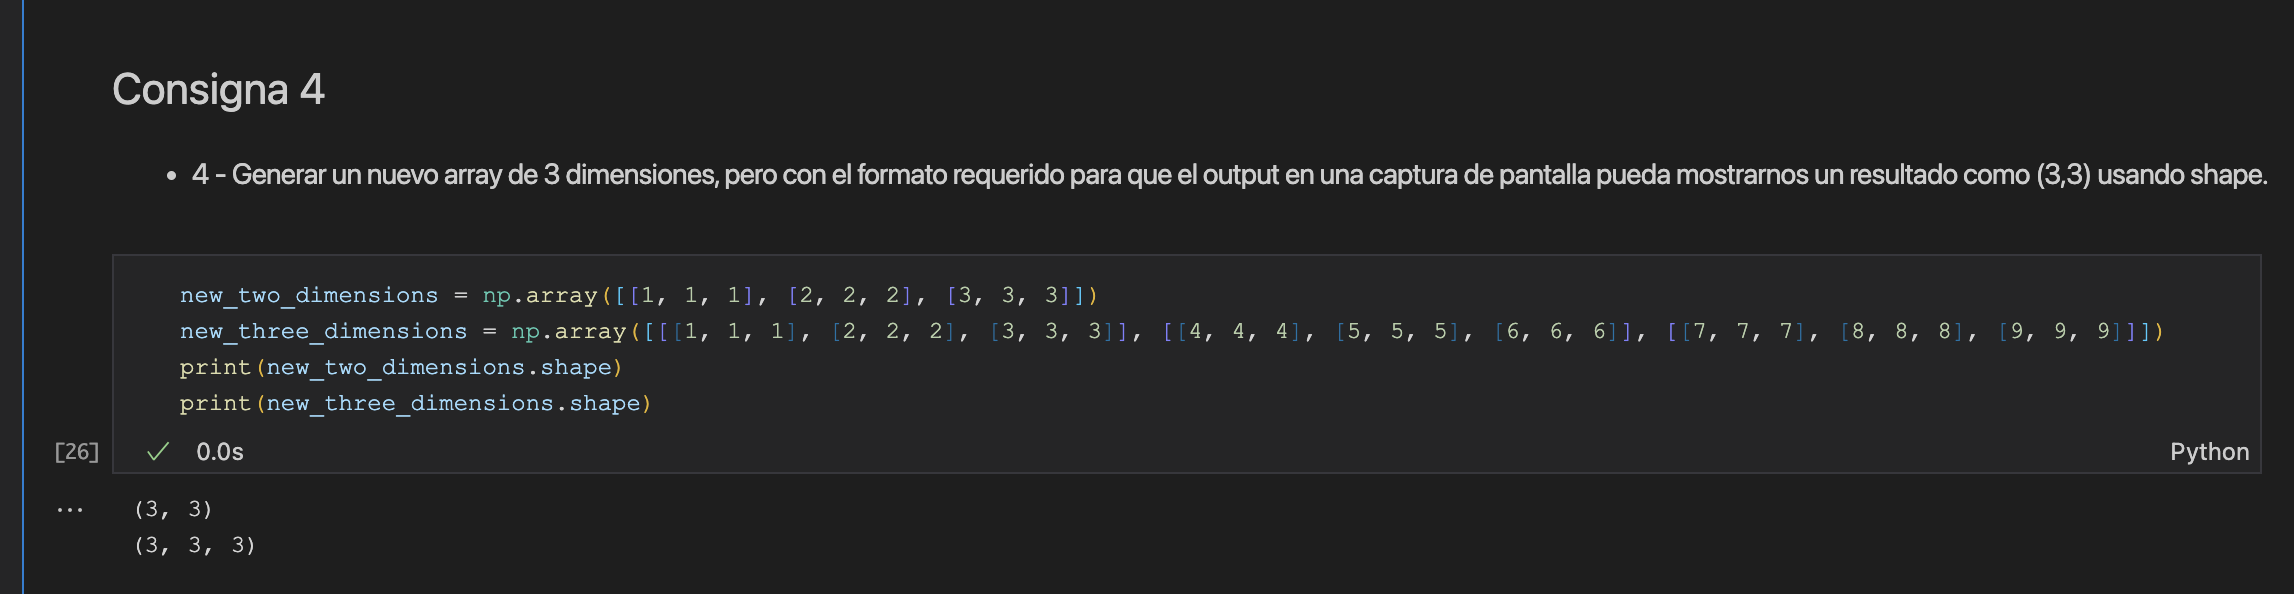 Consigna 4
• 4 - Generar un nuevo array de 3 dimensiones, pero con el formato requerido para que el output en una captura de pantalla pueda mostrarnos un resultado como (3,3) usando shape.
new_two_dimensions = np.array([[1, 1, 1], [2, 2, 2], [3, 3, 3]])
new_three_dimensions = np.array([[[1, 1, 1], [2, 2, 2], [3, 3, 3]], [[4, 4, 4], [5, 5, 5], [6, 6, 6]], [[7, 7, 7], [8, 8, 8], [9, 9, 9]]])
print(new_two_dimensions.shape)
print(new_three_dimensions.shape)
[26] ✓ 0.0s Python
... (3, 3)
(3, 3, 3)